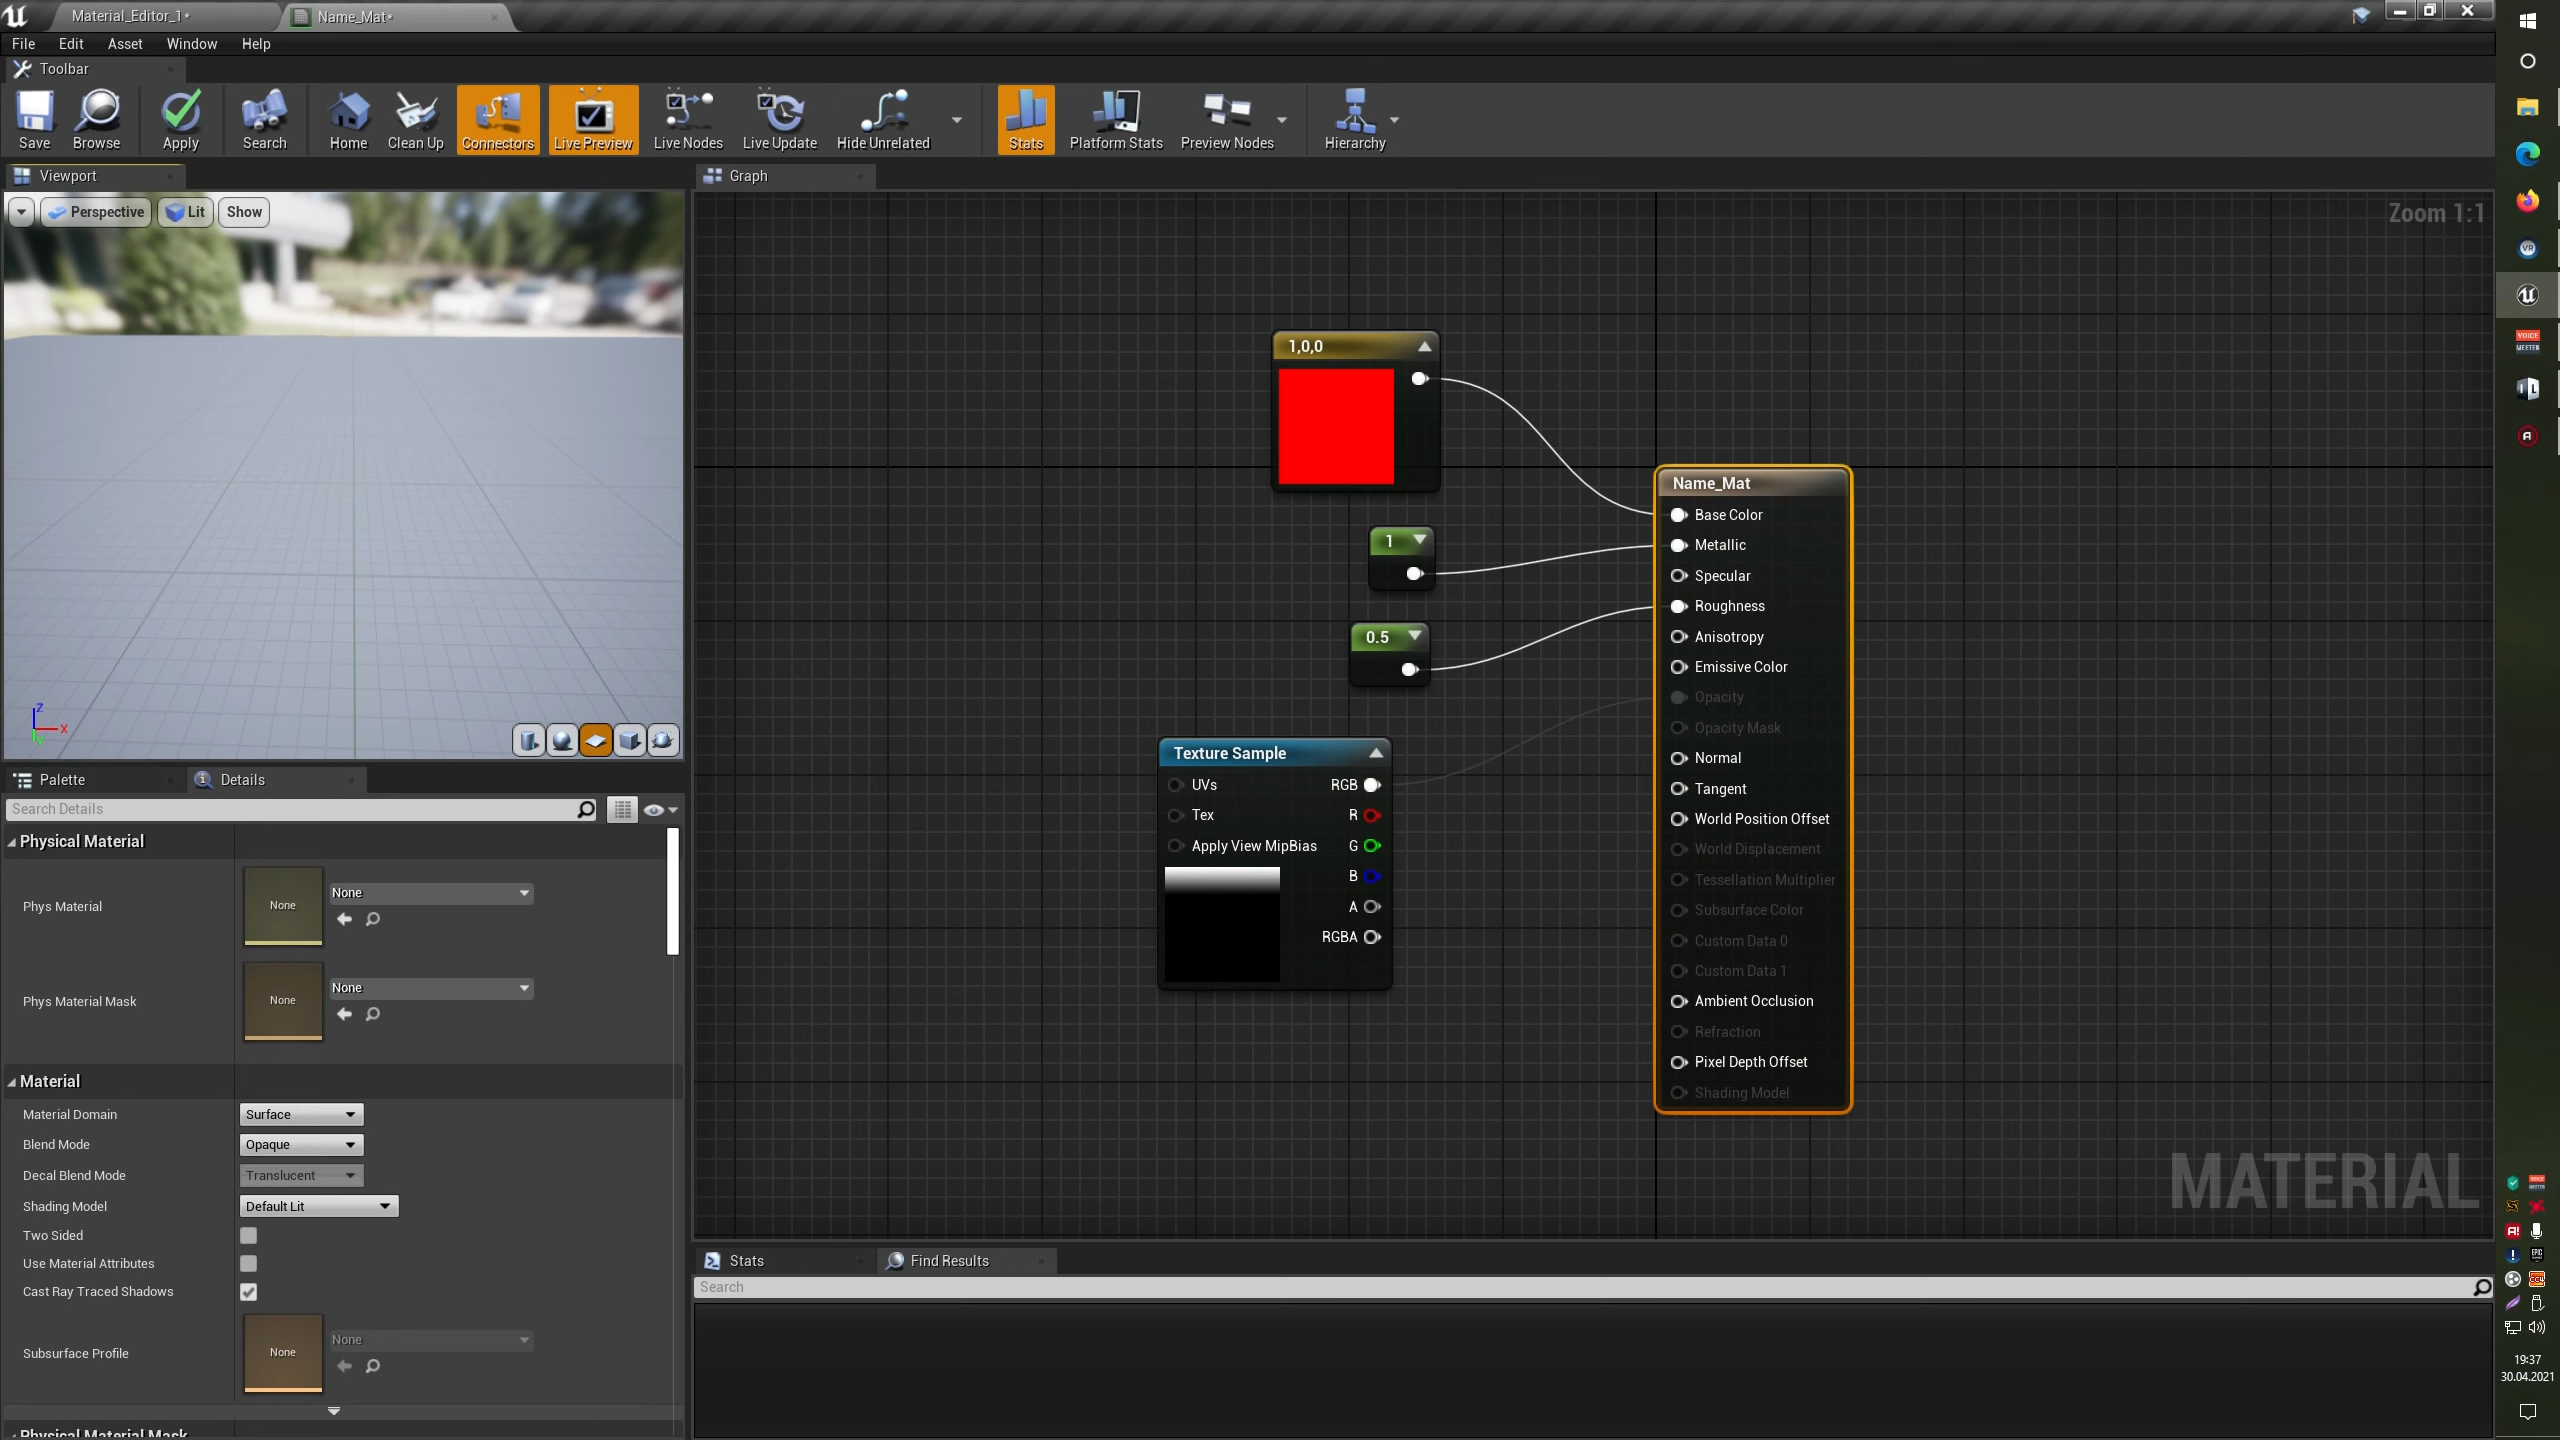 Material_Editor_1*
Name_Mat*
File Edit Asset Window Help
Toolbar
Save Browse Apply Search Home Clean Up Connectors Live Preview Live Nodes Live Update Hide Unrelated Stats Platform Stats Preview Nodes Hierarchy
Viewport
Perspective Lit Show
Z
X
Y
Palette
Details
Search Details
Physical Material
Phys Material
None
None
Phys Material Mask
None
None
Material
Material Domain Surface
Blend Mode Opaque
Decal Blend Mode Translucent
Shading Model Default Lit
Two Sided
Use Material Attributes
Cast Ray Traced Shadows
Subsurface Profile
None
None
Physical Material Mask
Graph
Zoom 1:1
1,0,0
1
0.5
Texture Sample
UVs RGB
Tex R
Apply View MipBias G
B
A
RGBA
Name_Mat
Base Color
Metallic
Specular
Roughness
Anisotropy
Emissive Color
Opacity
Opacity Mask
Normal
Tangent
World Position Offset
World Displacement
Tessellation Multiplier
Subsurface Color
Custom Data 0
Custom Data 1
Ambient Occlusion
Refraction
Pixel Depth Offset
Shading Model
MATERIAL
Stats
Find Results
Search
VR
VOICE
MEETER
19:37
30.04.2021